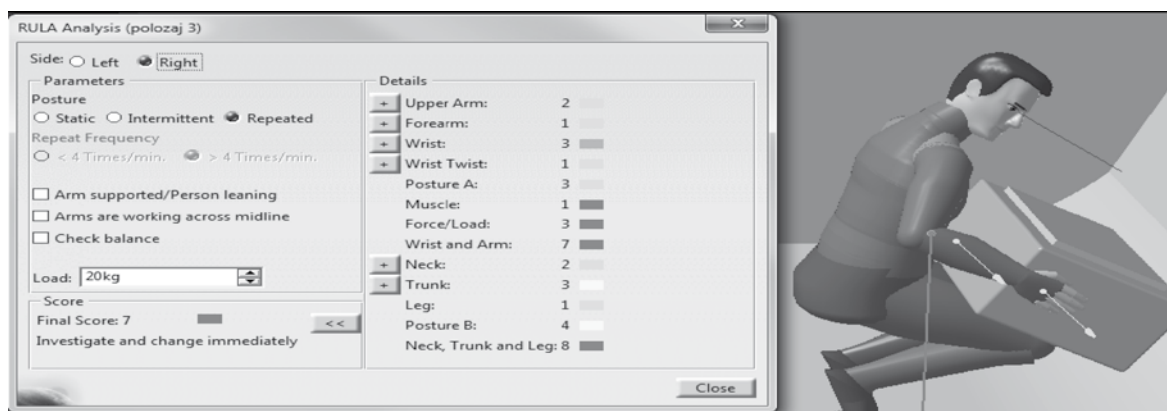 RULA Analysis (polozaj 3)
Side: Left Right
Parameters
Posture
Static Intermittent Repeated
Repeat Frequency
< 4 Times/min. > 4 Times/min.
Arm supported/Person leaning
Arms are working across midline
Check balance
Load: 20kg
Score
Final Score: 7
<<
Investigate and change immediately
Details
+ Upper Arm: 2
+ Forearm: 1
+ Wrist: 3
+ Wrist Twist: 1
Posture A: 3
Muscle: 1
Force/Load: 3
Wrist and Arm: 7
+ Neck: 2
+ Trunk: 3
Leg: 1
Posture B: 4
Neck, Trunk and Leg: 8
Close